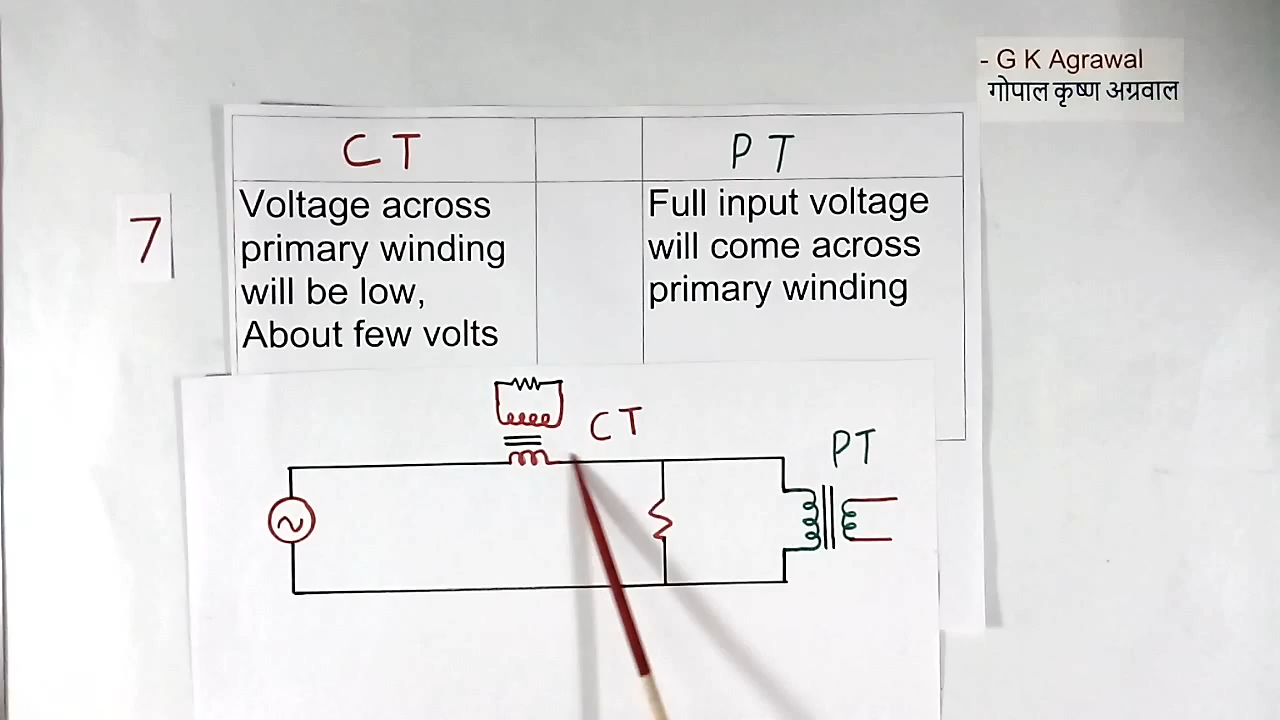 - G K Agrawal
गोपाल कृष्ण अग्रवाल
CT
PT
7
Voltage across
primary winding
will be low,
About few volts
Full input voltage
will come across
primary winding
CT
PT